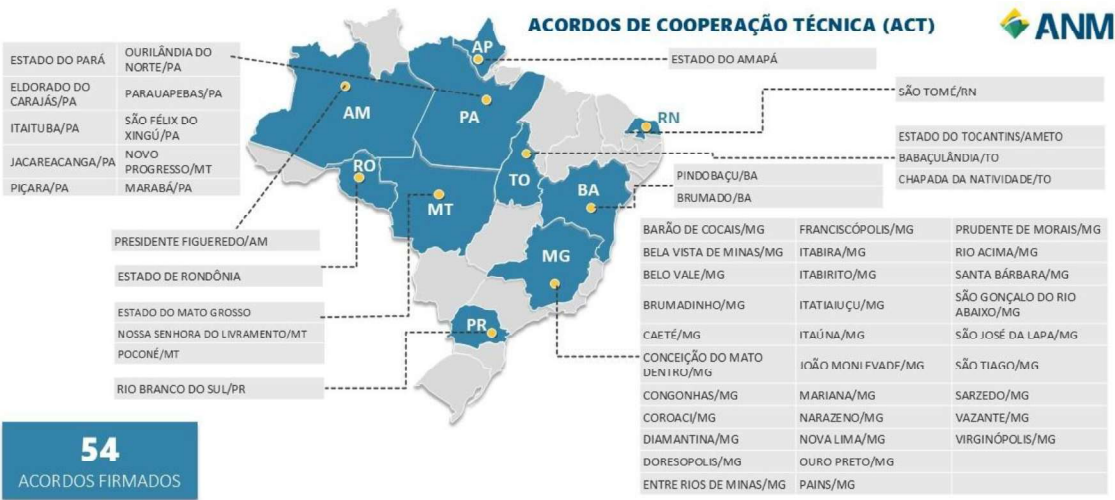 ACORDOS DE COOPERAÇÃO TÉCNICA (ACT)
ANM
ESTADO DO PARÁ
OURILÂNDIA DO
NORTE/PA
ELDORADO DO
CARAJÁS/PA
PARAUAPEBAS/PA
ITAITUBA/PA
SÃO FÉLIX DO
XINGÚ/PA
JACAREACANGA/PA
NOVO
PROGRESSO/MT
PIÇARA/PA
MARABÁ/PA
AP
AM
PA
RN
RO
TO
MT
BA
MG
PR
ESTADO DO AMAPÁ
SÃO TOMÉ/RN
ESTADO DO TOCANTINS/AMETO
BABAÇULÂNDIA/TO
CHAPADA DA NATIVIDADE/TO
PINDOBAÇU/BA
BRUMADO/BA
PRESIDENTE FIGUEREDO/AM
ESTADO DE RONDÔNIA
ESTADO DO MATO GROSSO
NOSSA SENHORA DO LIVRAMENTO/MT
POCONÉ/MT
RIO BRANCO DO SUL/PR
BARÃO DE COCAIS/MG
FRANCISCÓPOLIS/MG
PRUDENTE DE MORAIS/MG
BELA VISTA DE MINAS/MG
ITABIRA/MG
RIO ACIMA/MG
BELO VALE/MG
ITABIRITO/MG
SANTA BÁRBARA/MG
BRUMADINHO/MG
ITATIAIUÇU/MG
SÃO GONÇALO DO RIO
ABAIXO/MG
CAETÉ/MG
ITAÚNA/MG
SÃO JOSÉ DA LAPA/MG
CONCEIÇÃO DO MATO
DENTRO/MG
JOÃO MONLEVADE/MG
SÃO TIAGO/MG
CONGONHAS/MG
MARIANA/MG
SARZEDO/MG
COROACI/MG
NARAZENO/MG
VAZANTE/MG
DIAMANTINA/MG
NOVA LIMA/MG
VIRGINÓPOLIS/MG
DORESOPOLIS/MG
OURO PRETO/MG
ENTRE RIOS DE MINAS/MG
PAINS/MG
54
ACORDOS FIRMADOS